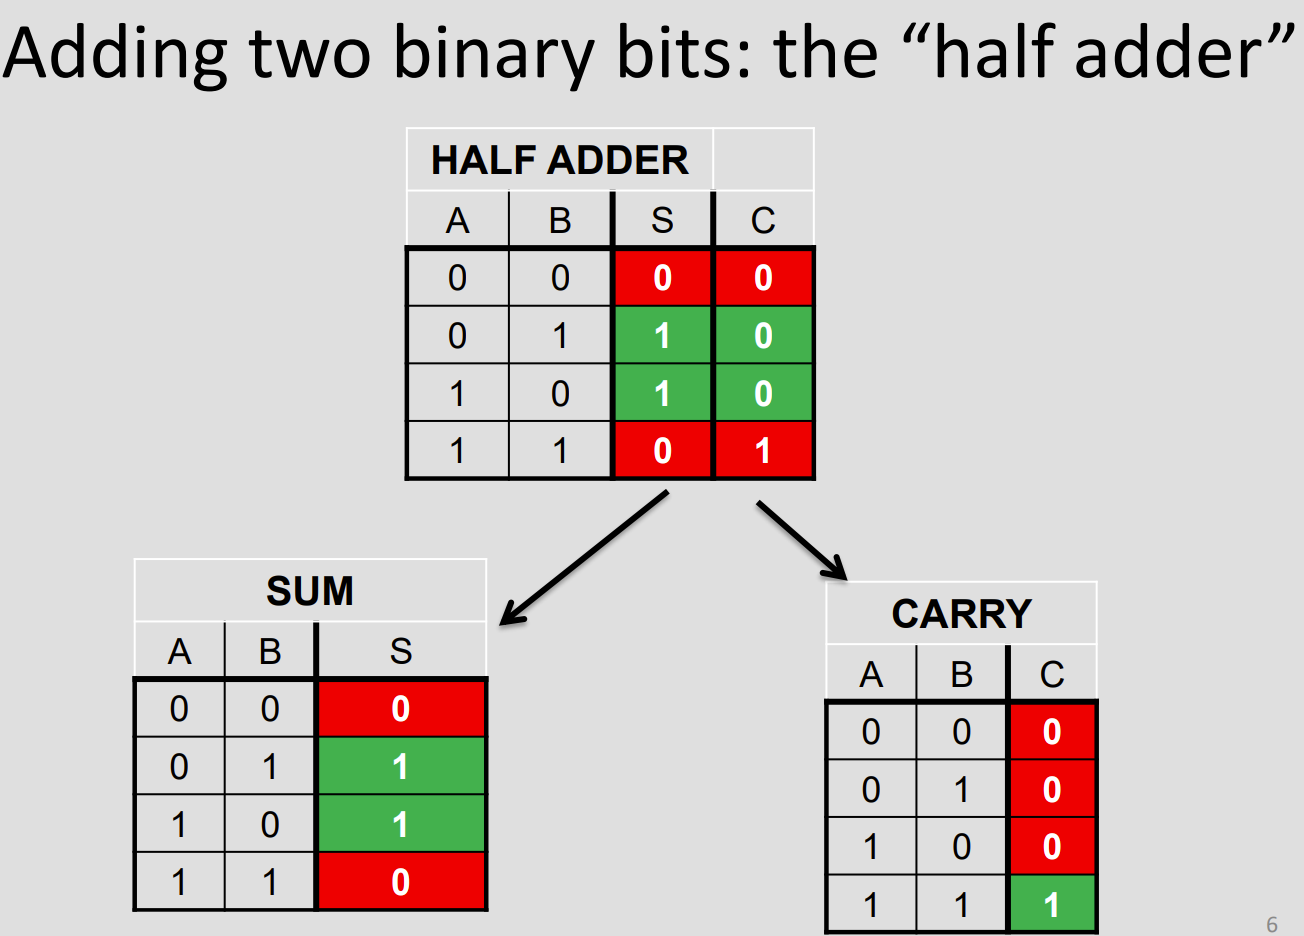 Adding two binary bits: the “half adder”
HALF ADDER
A B S C
0 0 0 0
0 1 1 0
1 0 1 0
1 1 0 1
SUM
A B S
0 0 0
0 1 1
1 0 1
1 1 0
CARRY
A B C
0 0 0
0 1 0
1 0 0
1 1 1
6